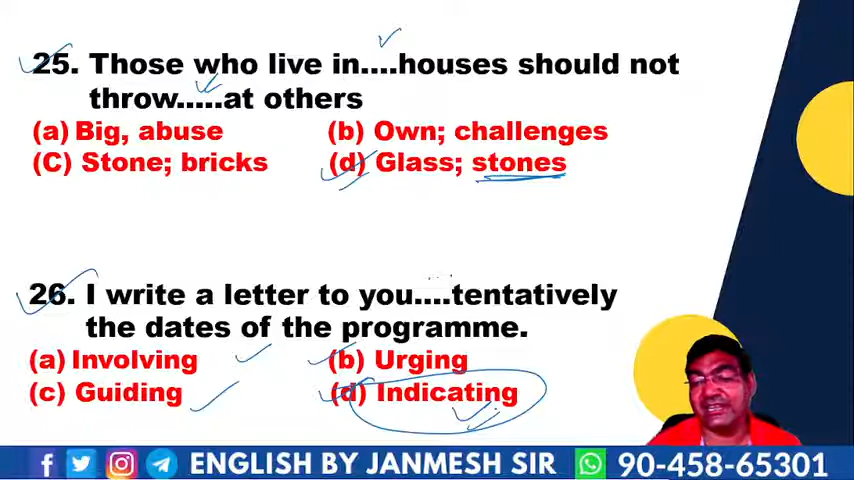 25. Those who live in....houses should not
throw.....at others
(a) Big, abuse (b) Own; challenges
(C) Stone; bricks (d) Glass; stones
26. I write a letter to you....tentatively
the dates of the programme.
(a) Involving (b) Urging
(c) Guiding (d) Indicating
ENGLISH BY JANMESH SIR 90-458-65301